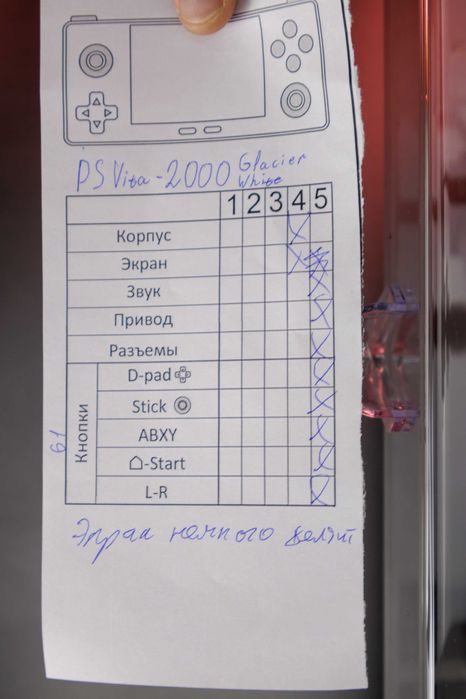 PS Vita-2000 Glacier White
1 2 3 4 5
Корпус X
Экран X
Звук X
Привод X
Разъемы X
Кнопки
D-pad X
Stick X
ABXY X
-Start X
L-R X
61
Экран немного желтит